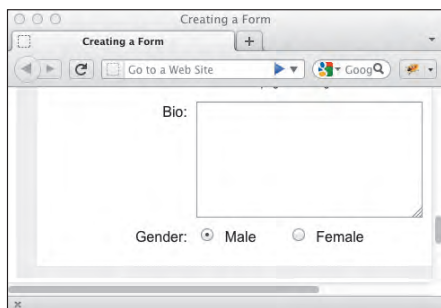 Creating a Form
Creating a Form
Go to a Web Site
Goog
Bio:
Gender: Male Female